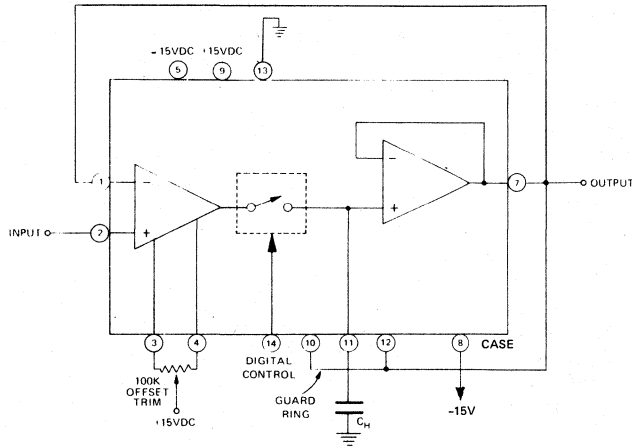 - 15VDC +15VDC
5 9 13
1 - - 7 OUTPUT
INPUT 2 + +
3 4 14 10 11 12 8 CASE
100K
OFFSET
TRIM
+15VDC
DIGITAL
CONTROL
GUARD
RING
CH
-15V